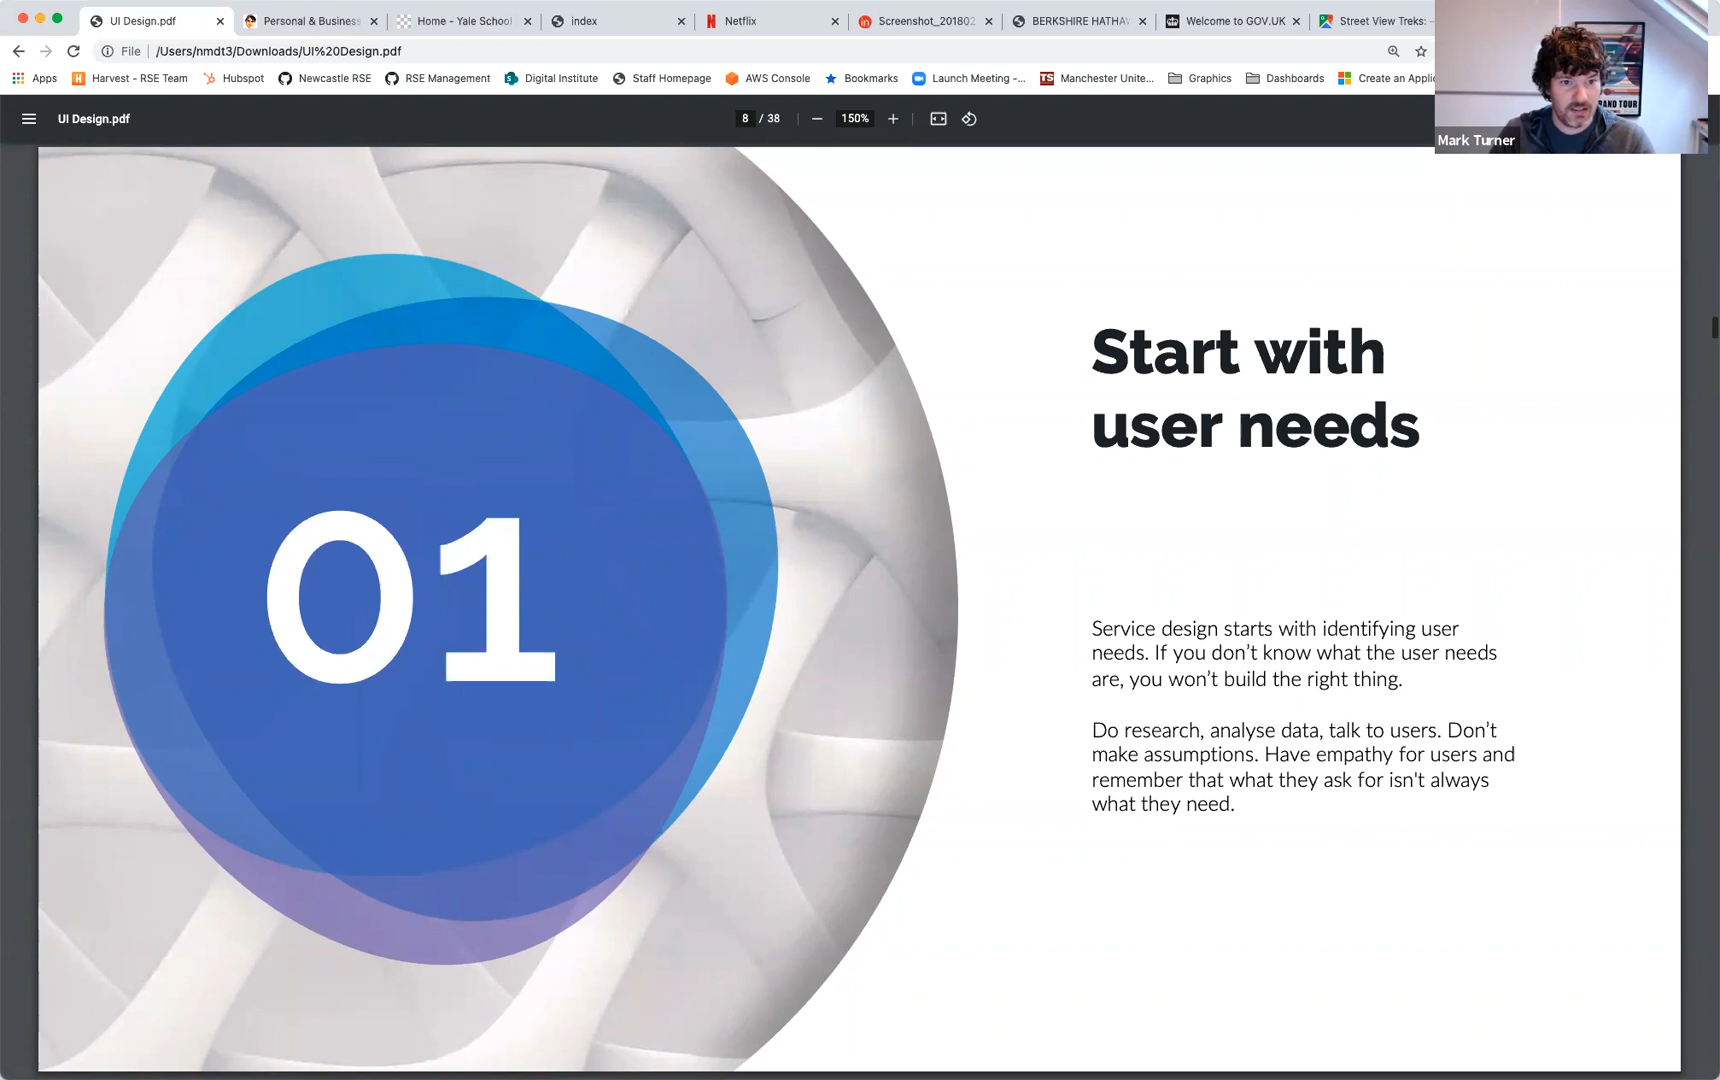 UI Design.pdf
Personal & Business
Home - Yale School
index
Netflix
Screenshot_201802
BERKSHIRE HATHAW
Welcome to GOV.UK
Street View Treks:
File
/Users/nmdt3/Downloads/UI%20Design.pdf
Apps
Harvest - RSE Team
Hubspot
Newcastle RSE
RSE Management
Digital Institute
Staff Homepage
AWS Console
Bookmarks
Launch Meeting -...
Manchester Unite...
Graphics
Dashboards
Create an Applic
UI Design.pdf
8 / 38
150%
Mark Turner
Start with
user needs
01
Service design starts with identifying user
needs. If you don’t know what the user needs
are, you won’t build the right thing.
Do research, analyse data, talk to users. Don’t
make assumptions. Have empathy for users and
remember that what they ask for isn't always
what they need.